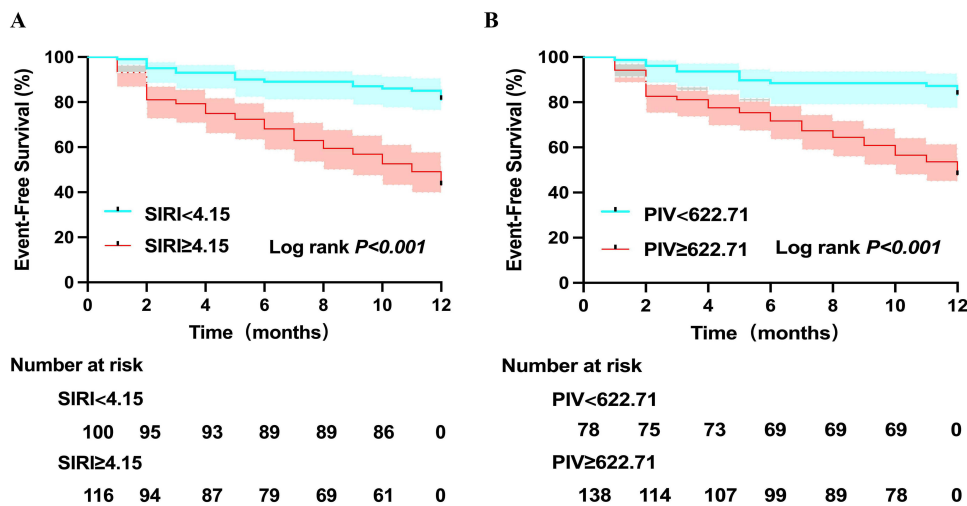 A
B
Event-Free Survival (%)
100
80
60
40
20
0
SIRI<4.15
SIRI≥4.15
Log rank P<0.001
0 2 4 6 8 10 12
Time (months)
Event-Free Survival (%)
100
80
60
40
20
0
PIV<622.71
PIV≥622.71
Log rank P<0.001
0 2 4 6 8 10 12
Time (months)
Number at risk
SIRI<4.15
100 95 93 89 89 86 0
SIRI≥4.15
116 94 87 79 69 61 0
Number at risk
PIV<622.71
78 75 73 69 69 69 0
PIV≥622.71
138 114 107 99 89 78 0